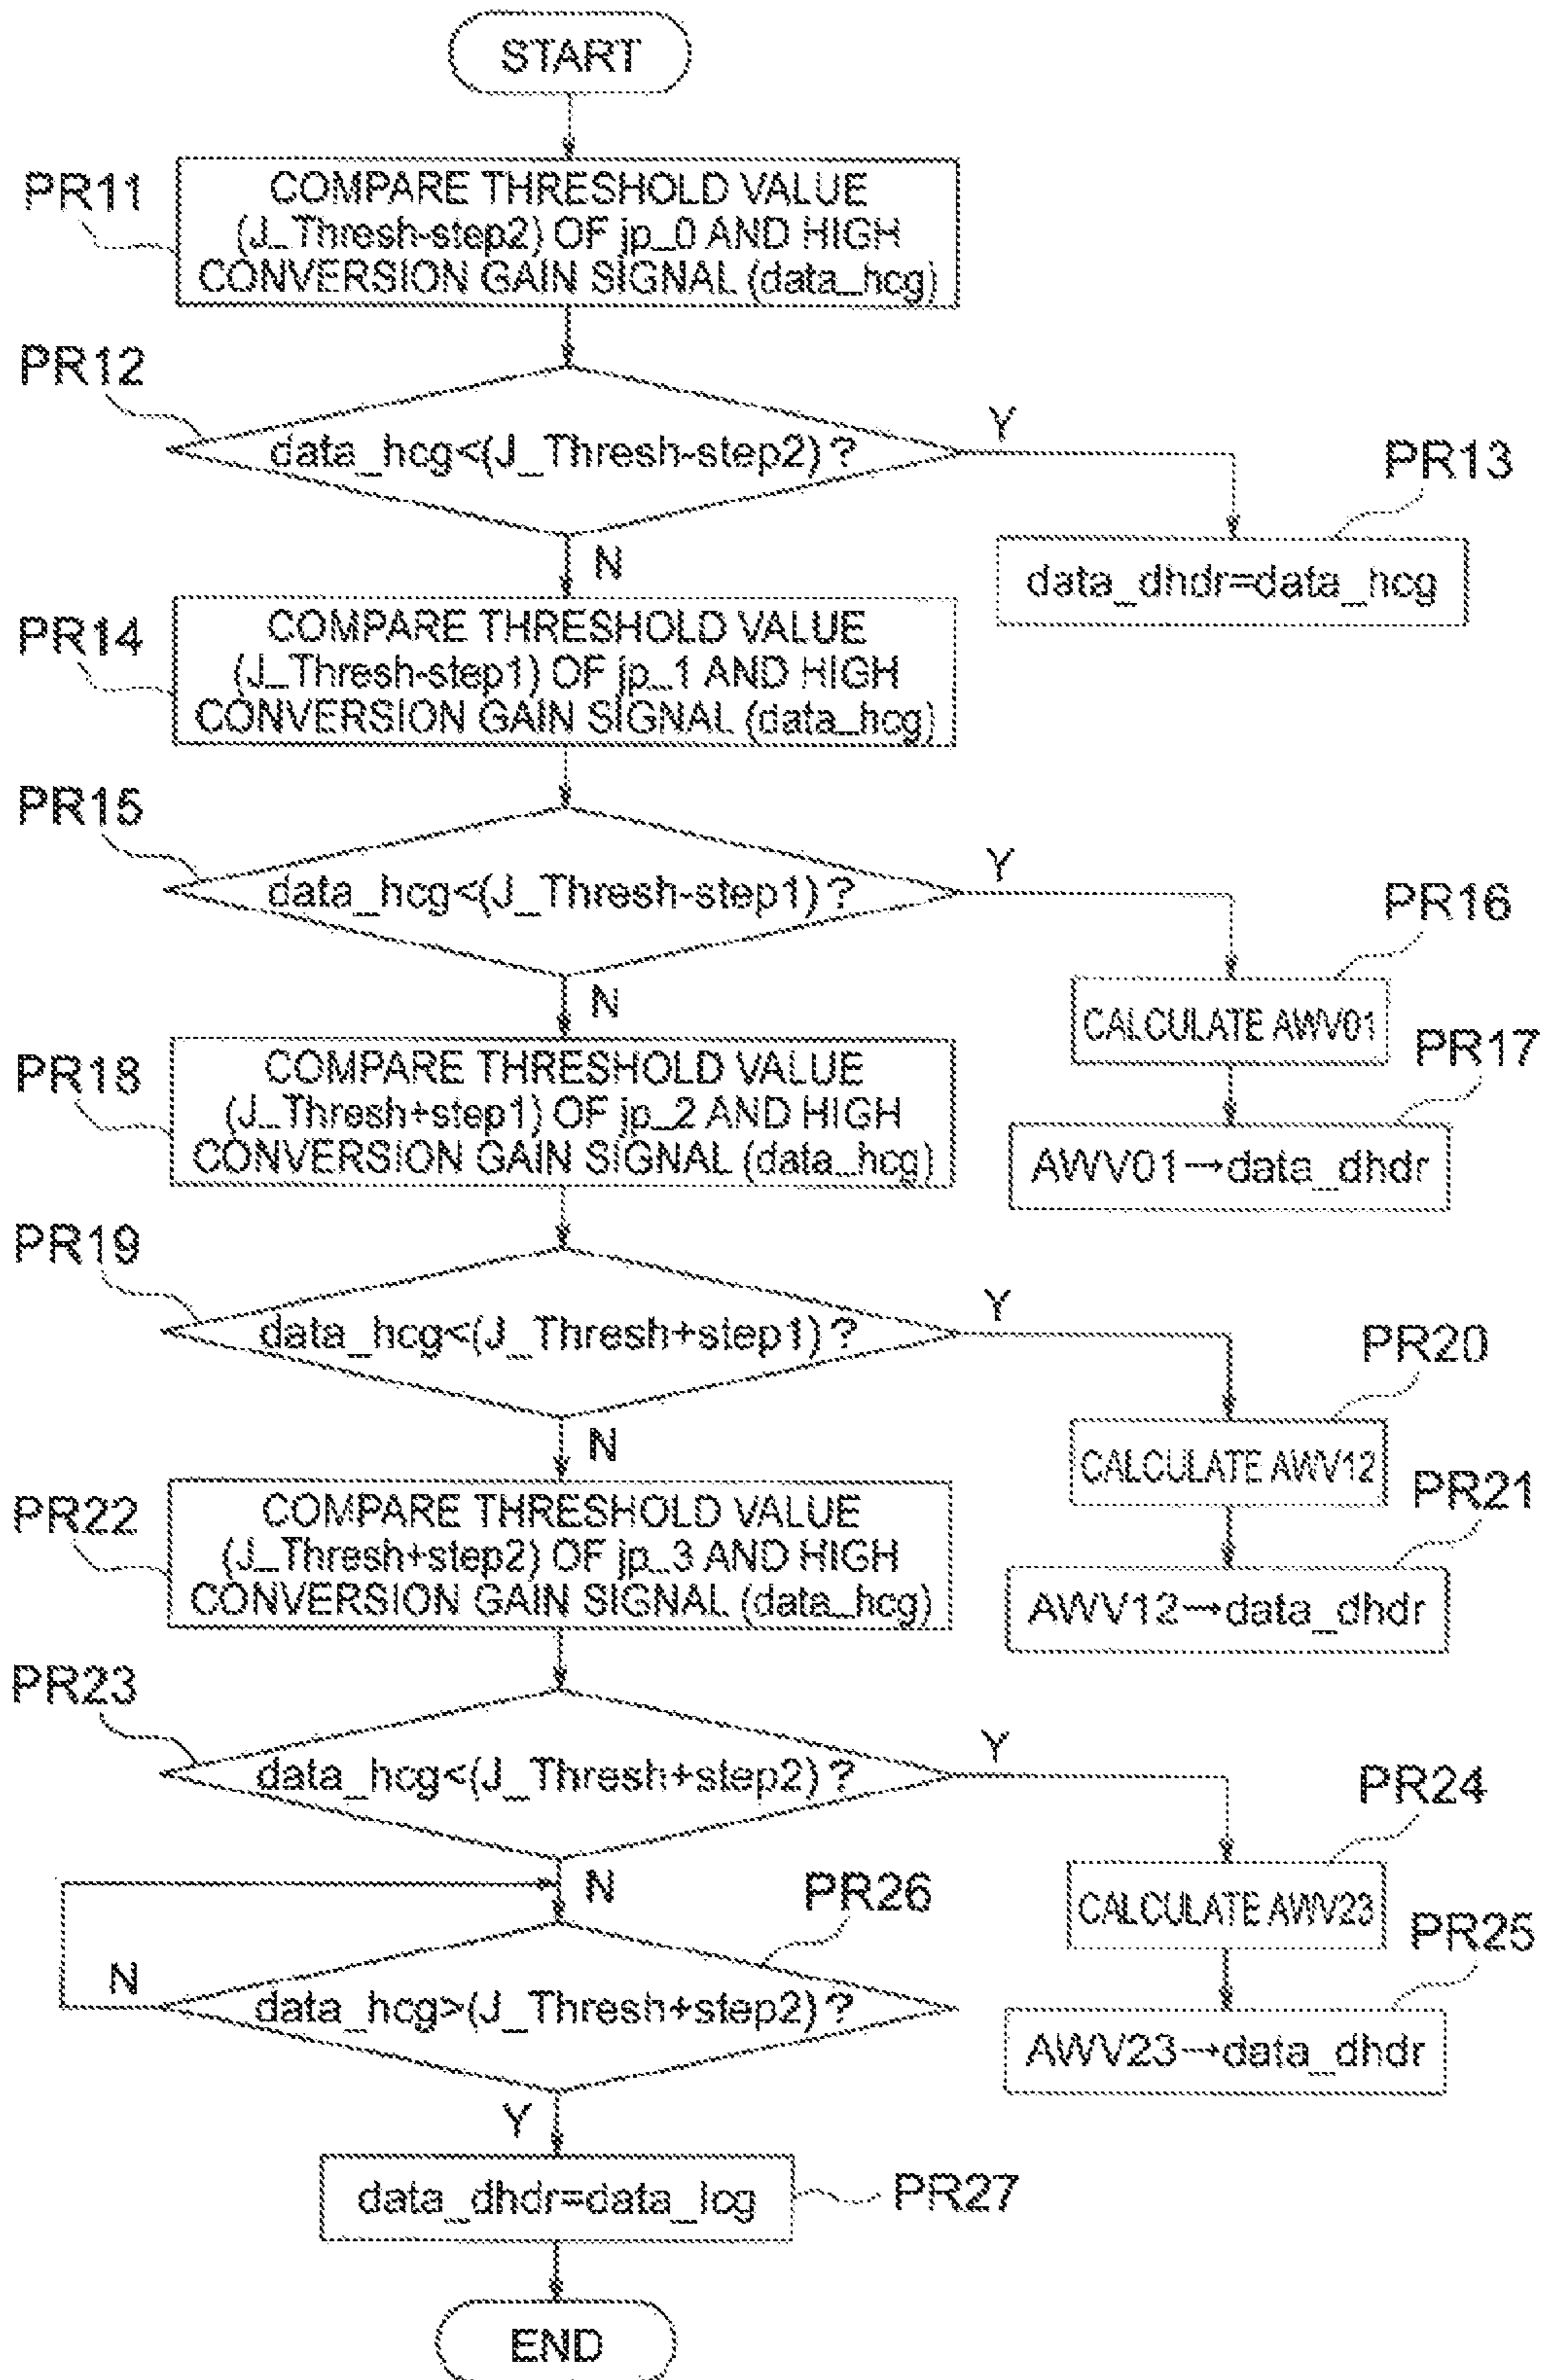 START
PR11
COMPARE THRESHOLD VALUE
(J_Thresh-step2) OF jp_0 AND HIGH
CONVERSION GAIN SIGNAL (data_hcg)
PR12
data_hcg<(J_Thresh-step2)?
Y
N
PR13
data_dhdr=data_hcg
PR14
COMPARE THRESHOLD VALUE
(J_Thresh-step1) OF jp_1 AND HIGH
CONVERSION GAIN SIGNAL (data_hcg)
PR15
data_hcg<(J_Thresh-step1)?
Y
N
PR16
CALCULATE AWV01
PR17
AWV01→data_dhdr
PR18
COMPARE THRESHOLD VALUE
(J_Thresh+step1) OF jp_2 AND HIGH
CONVERSION GAIN SIGNAL (data_hcg)
PR19
data_hcg<(J_Thresh+step1)?
Y
N
PR20
CALCULATE AWV12
PR21
AWV12→data_dhdr
PR22
COMPARE THRESHOLD VALUE
(J_Thresh+step2) OF jp_3 AND HIGH
CONVERSION GAIN SIGNAL (data_hcg)
PR23
data_hcg<(J_Thresh+step2)?
Y
N
PR24
CALCULATE AWV23
PR25
AWV23→data_dhdr
PR26
data_hcg>(J_Thresh+step2)?
N
Y
data_dhdr=data_lcg
PR27
END